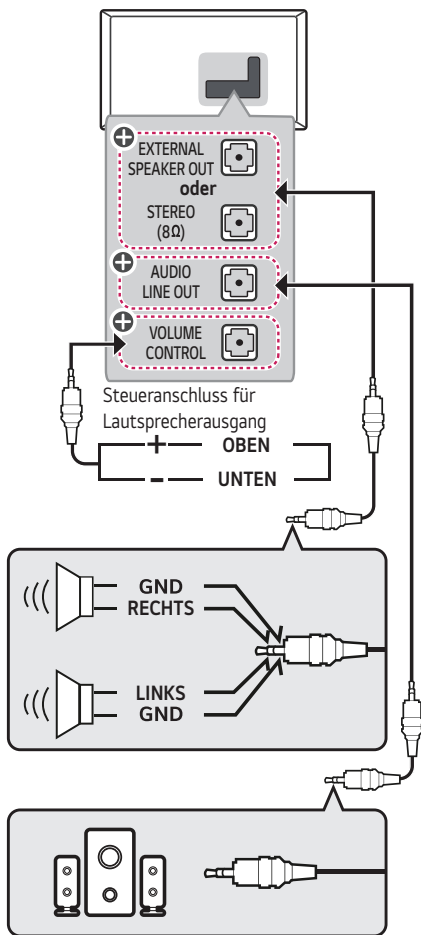 EXTERNAL
SPEAKER OUT
oder
STEREO
(8Ω)
AUDIO
LINE OUT
VOLUME
CONTROL
Steueranschluss für
Lautsprecherausgang
+ OBEN
- UNTEN
GND
RECHTS
LINKS
GND